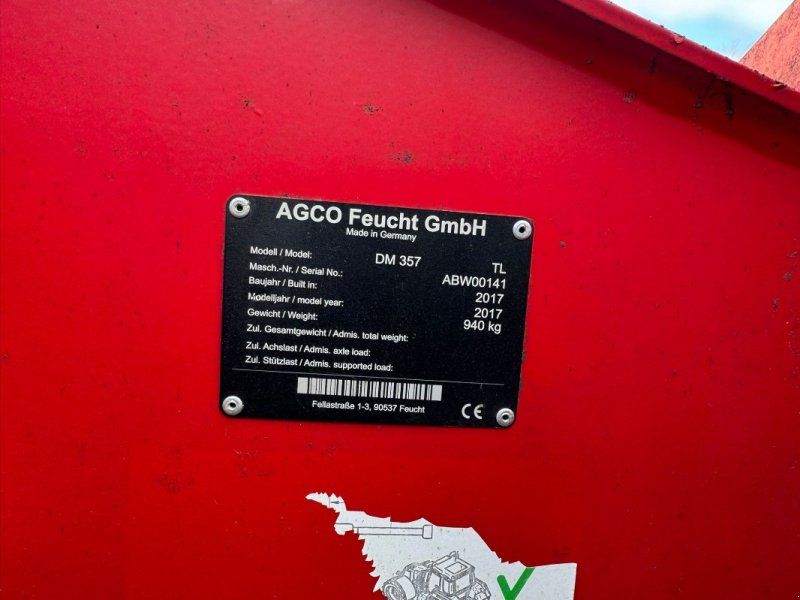 AGCO Feucht GmbH
Made in Germany
Modell / Model: DM 357 TL
Masch.-Nr. / Serial No.: ABW00141
Baujahr / Built in: 2017
Modelljahr / model year: 2017
Gewicht / Weight: 940 kg
Zul. Gesamtgewicht / Admis. total weight:
Zul. Achslast / Admis. axle load:
Zul. Stützlast / Admis. supported load:
Fellastraße 1-3, 90537 Feucht
CE